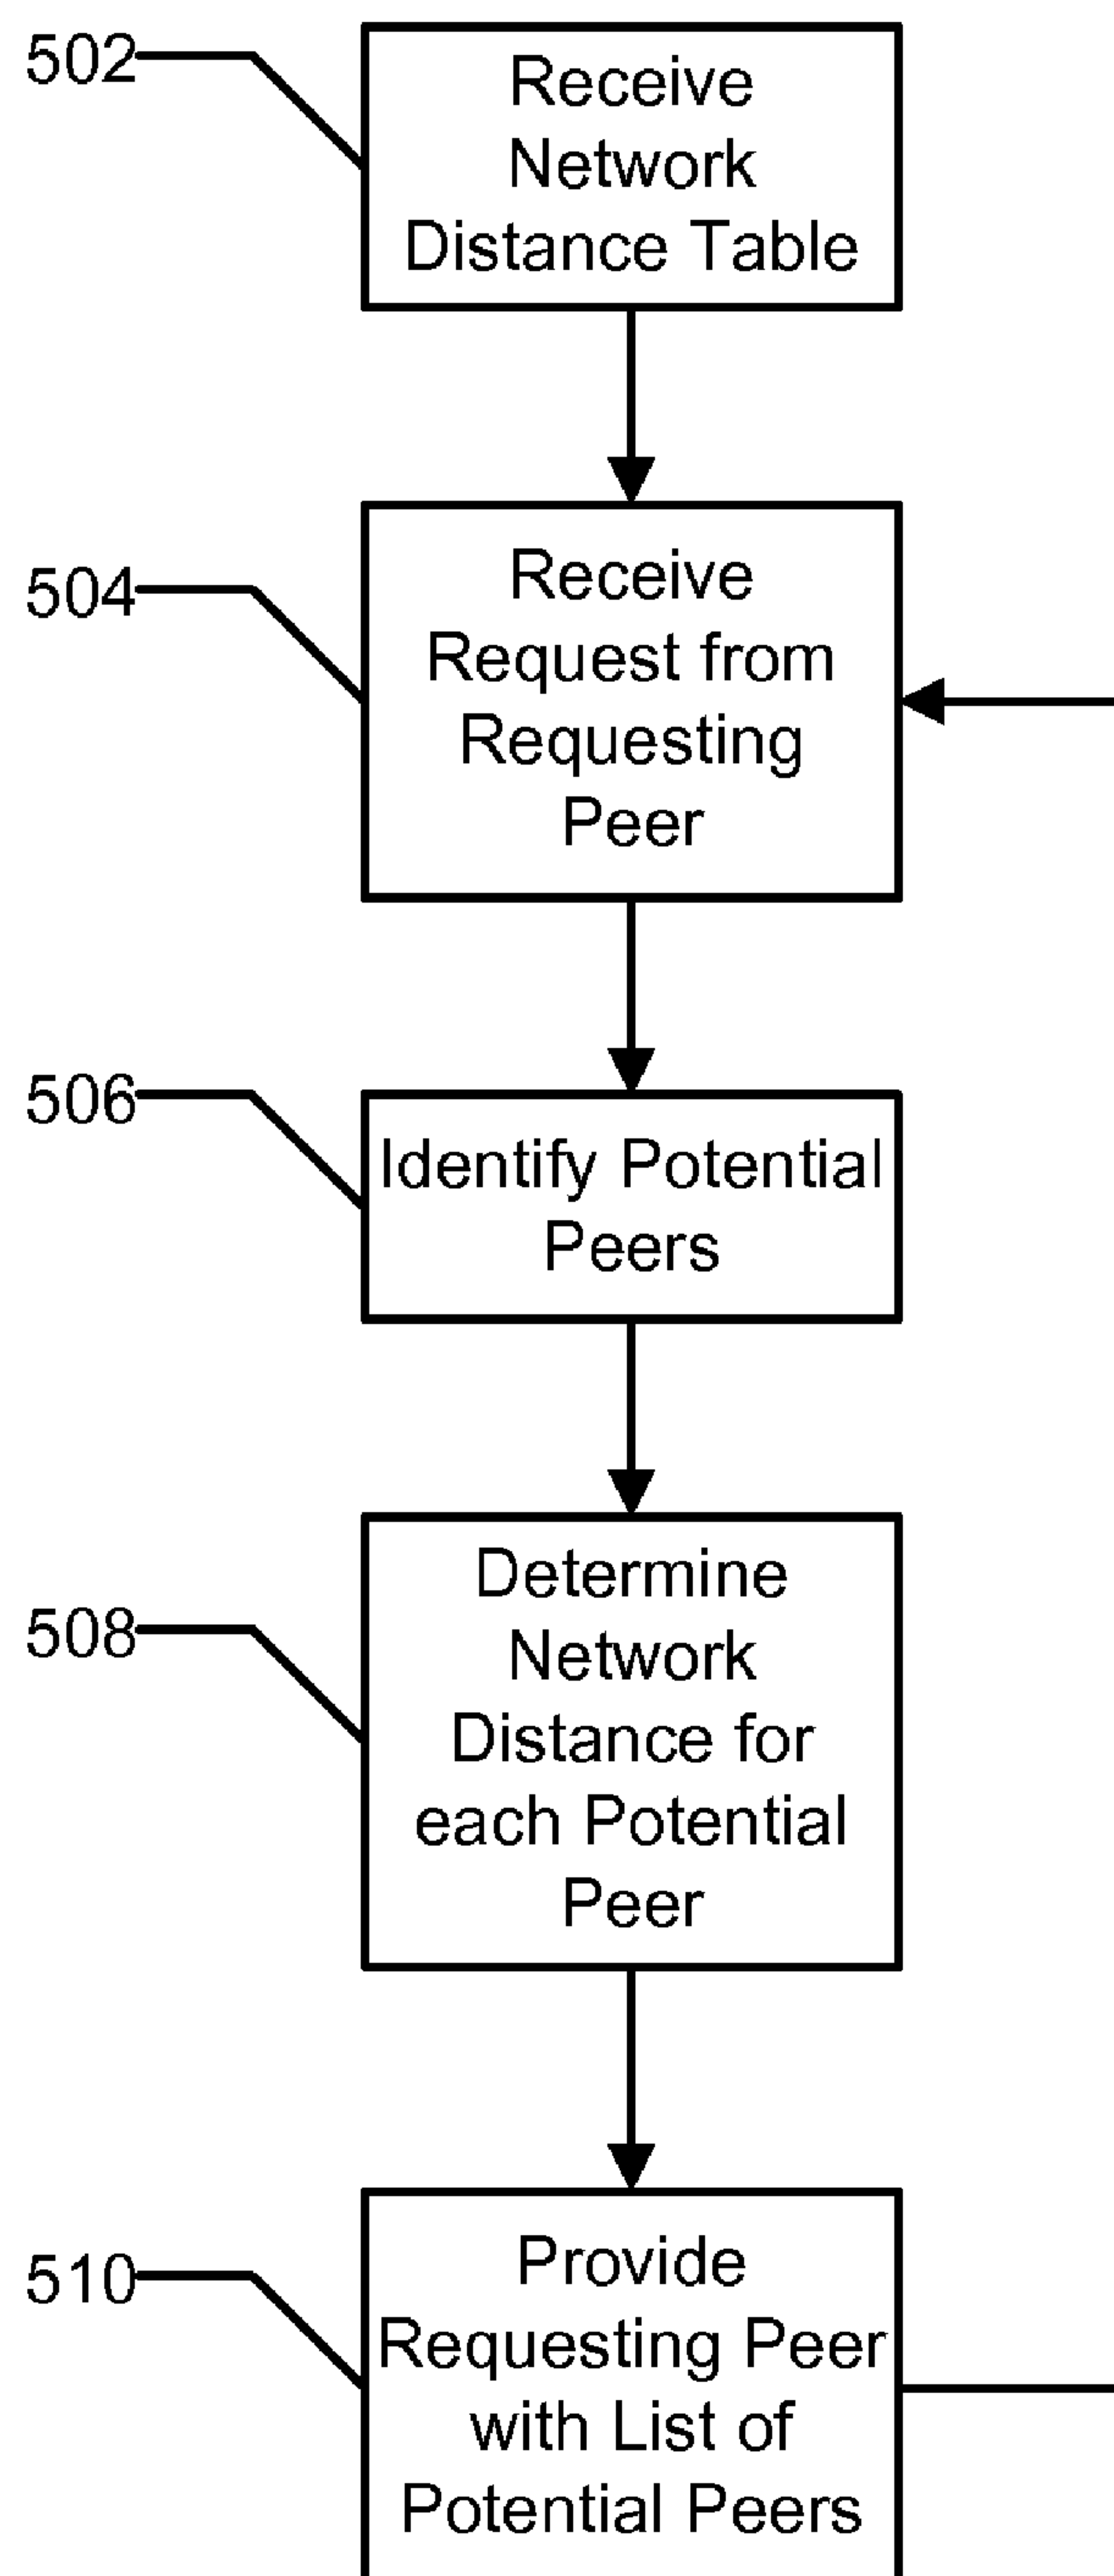 502
Receive
Network
Distance Table
504
Receive
Request from
Requesting
Peer
506
Identify Potential
Peers
508
Determine
Network
Distance for
each Potential
Peer
510
Provide
Requesting Peer
with List of
Potential Peers